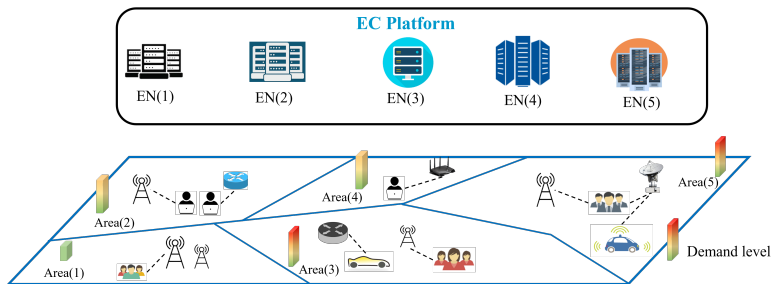 EC Platform
EN(1)
EN(2)
EN(3)
EN(4)
EN(5)
Area(5)
Area(4)
Area(2)
Area(1)
Area(3)
Demand level